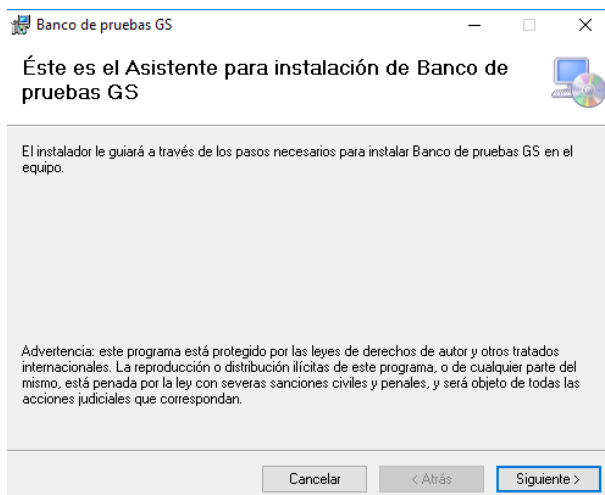 Banco de pruebas GS
Éste es el Asistente para instalación de Banco de
pruebas GS
El instalador le guiará a través de los pasos necesarios para instalar Banco de pruebas GS en el
equipo.
Advertencia: este programa está protegido por las leyes de derechos de autor y otros tratados
internacionales. La reproducción o distribución ilícitas de este programa, o de cualquier parte del
mismo, está penada por la ley con severas sanciones civiles y penales, y será objeto de todas las
acciones judiciales que correspondan.
Cancelar < Atrás Siguiente >